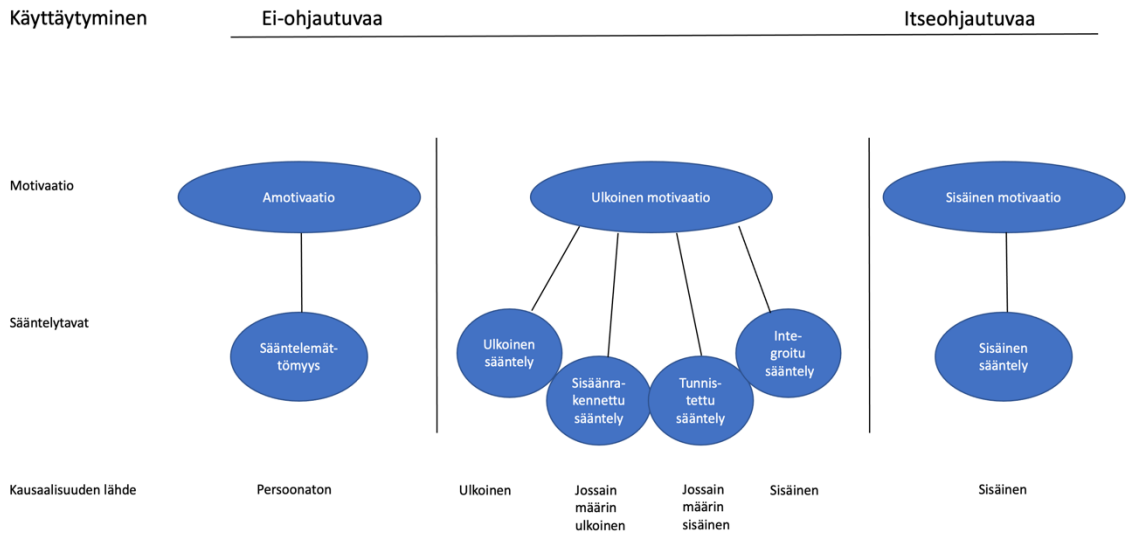 Käyttäytyminen Ei-ohjautuvaa Itseohjautuvaa
Motivaatio
Amotivaatio
Ulkoinen motivaatio
Sisäinen motivaatio
Sääntelytavat
Sääntelemät-
tömyys
Ulkoinen
sääntely
Sisäänra-
kennettu
sääntely
Tunnis-
tettu
sääntely
Inte-
groitu
sääntely
Sisäinen
sääntely
Kausaalisuuden lähde
Persoonaton
Ulkoinen
Jossain
määrin
ulkoinen
Jossain
määrin
sisäinen
Sisäinen
Sisäinen